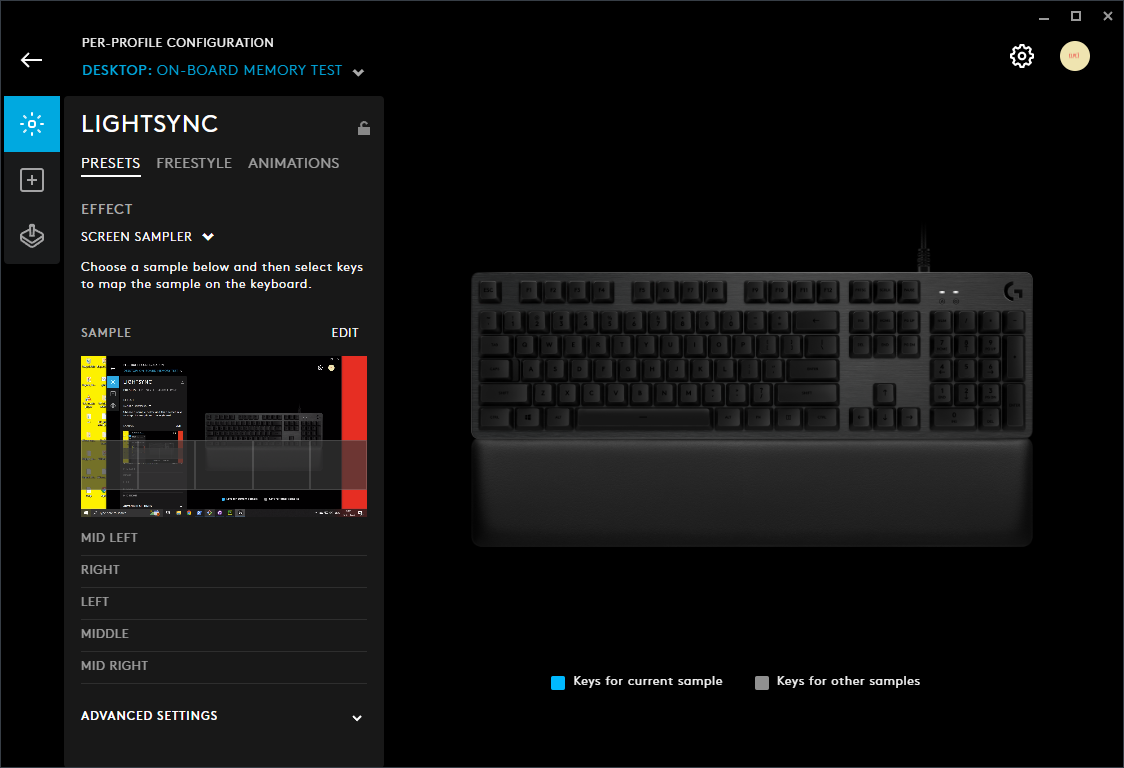 PER-PROFILE CONFIGURATION
DESKTOP: ON-BOARD MEMORY TEST
LIGHTSYNC
PRESETS FREESTYLE ANIMATIONS
EFFECT
SCREEN SAMPLER
Choose a sample below and then select keys
to map the sample on the keyboard.
SAMPLE EDIT
LIGHTSYNC
MID LEFT
RIGHT
LEFT
MIDDLE
MID RIGHT
ADVANCED SETTINGS
Keys for current sample Keys for other samples